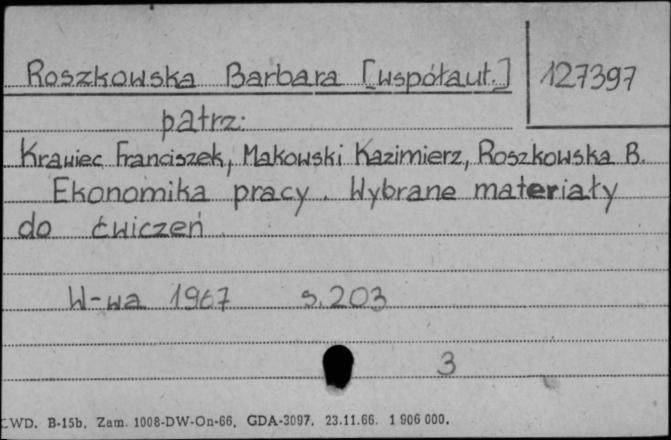 Roszkowska Barbara [współaut.] 127397
patrz:
Krawiec Franciszek, Makowski Kazimierz, Roszkowska B.
Ekonomika pracy. Wybrane materiały
do ćwiczeń
W-wa 1967 s. 203
3
WD. B-15b. Zam. 1008-DW-On-66. GDA-3097. 23.11.66. 1 906 000.